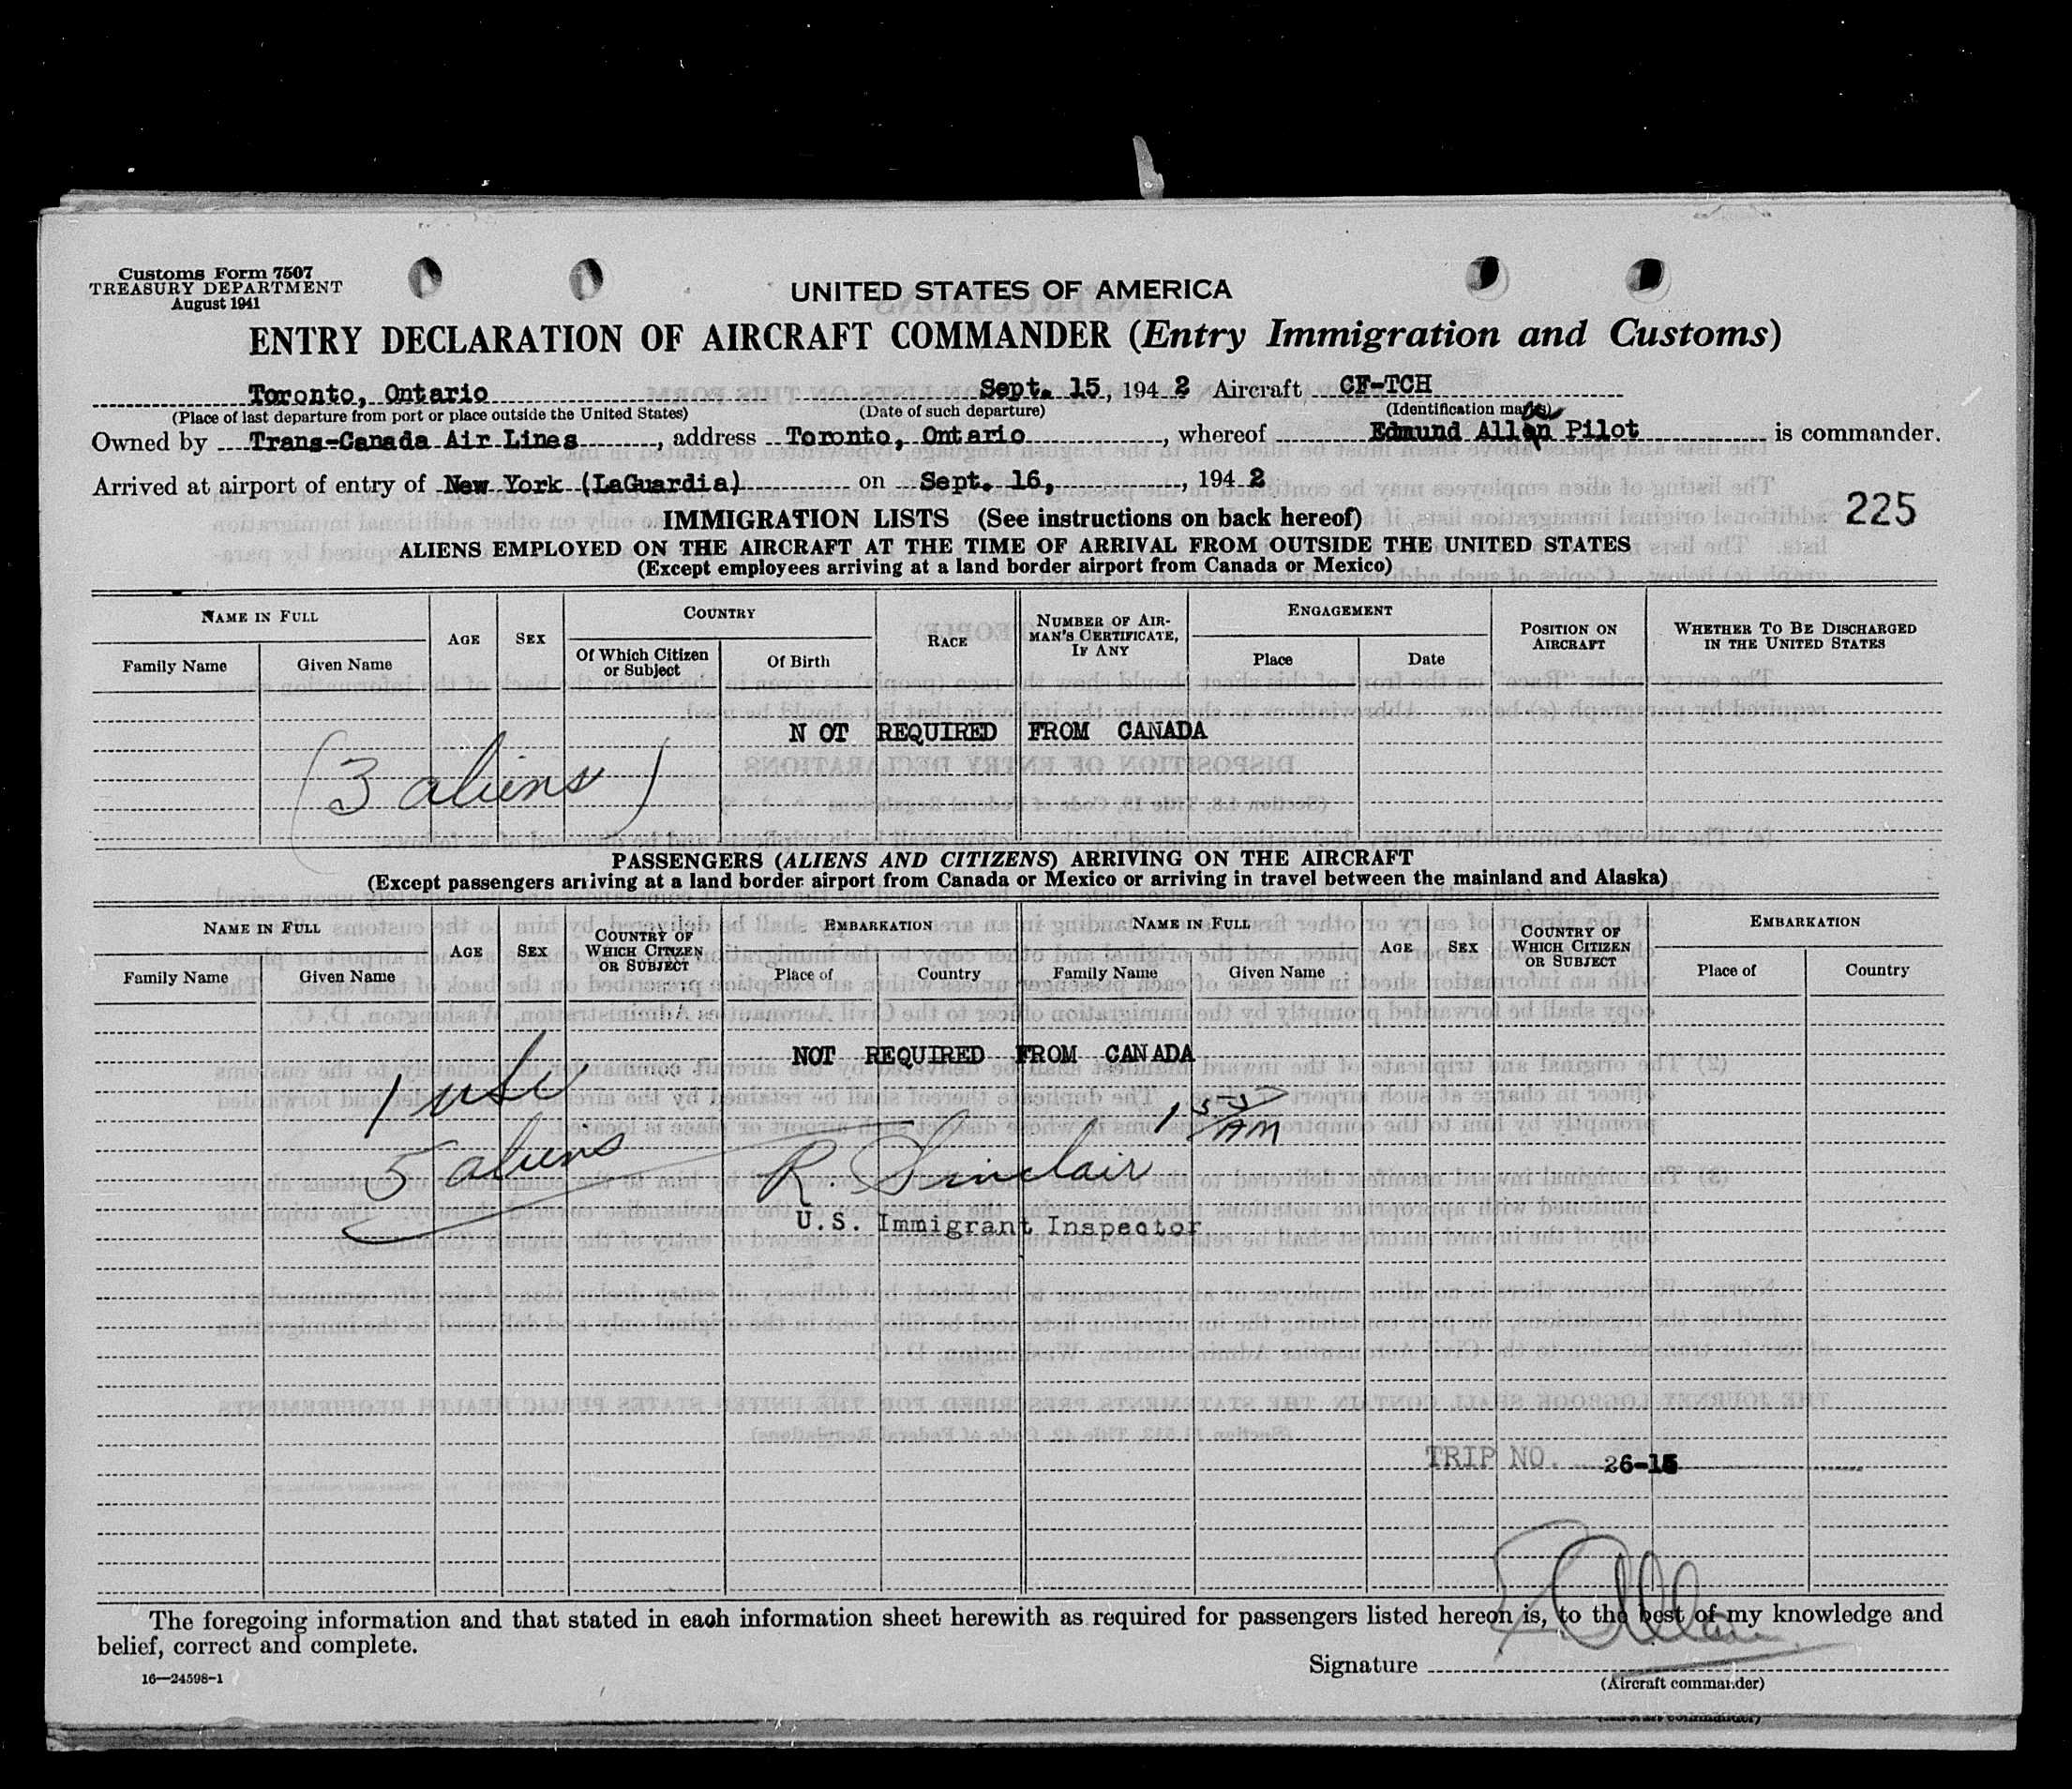 Customs Form 7507
TREASURY DEPARTMENT
August 1941
UNITED STATES OF AMERICA
ENTRY DECLARATION OF AIRCRAFT COMMANDER (Entry Immigration and Customs)
Toronto, Ontario Sept. 15, 1942 Aircraft CF-TCH
(Place of last departure from port or place outside the United States) (Date of such departure) (Identification marks)
Owned by Trans-Canada Air Lines, address Toronto, Ontario, whereof Edmund Allan Pilot is commander.
Arrived at airport of entry of New York (LaGuardia) on Sept. 16, , 1942
225
IMMIGRATION LISTS (See instructions on back hereof)
ALIENS EMPLOYED ON THE AIRCRAFT AT THE TIME OF ARRIVAL FROM OUTSIDE THE UNITED STATES
(Except employees arriving at a land border airport from Canada or Mexico)
NAME IN FULL AGE SEX COUNTRY RACE NUMBER OF AIR-MAN'S CERTIFICATE, IF ANY ENGAGEMENT POSITION ON AIRCRAFT WHETHER TO BE DISCHARGED IN THE UNITED STATES
Family Name Given Name Of Which Citizen or Subject Of Birth Place Date
N OT REQUIRED FROM CANADA
(3 aliens)
PASSENGERS (ALIENS AND CITIZENS) ARRIVING ON THE AIRCRAFT
(Except passengers arriving at a land border airport from Canada or Mexico or arriving in travel between the mainland and Alaska)
NAME IN FULL AGE SEX COUNTRY OF WHICH CITIZEN OR SUBJECT EMBARKATION NAME IN FULL AGE SEX COUNTRY OF WHICH CITIZEN OR SUBJECT EMBARKATION
Family Name Given Name Place of Country Family Name Given Name Place of Country
NOT REQUIRED FROM CANADA
1 usc
1 55 AM
5 aliens
R. Sinclair
U.S. Immigrant Inspector
TRIP NO. 26-15
The foregoing information and that stated in each information sheet herewith as required for passengers listed hereon is, to the best of my knowledge and
belief, correct and complete.
Signature E Allan
16—24598-1
(Aircraft commander)